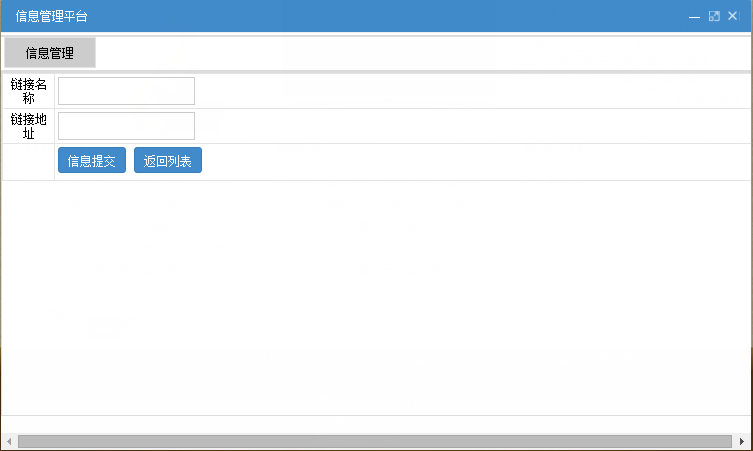 信息管理平台
信息管理
链接名
称
链接地
址
信息提交 返回列表